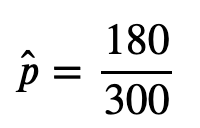 p̂ = 180/300